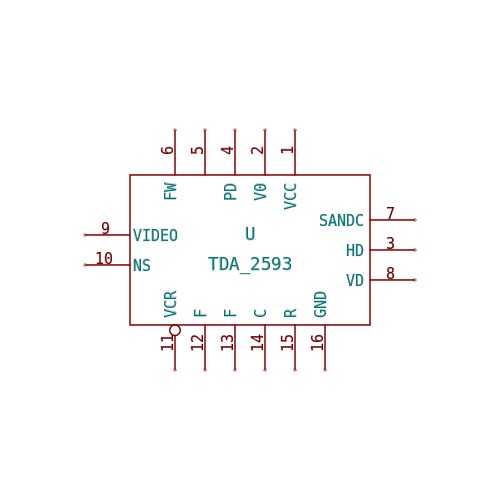 6 5 4 2 1
FW PD V0 VCC
SANDC 7
9 VIDEO U HD 3
10 NS TDA_2593 VD 8
VCR F F C R GND
11 12 13 14 15 16